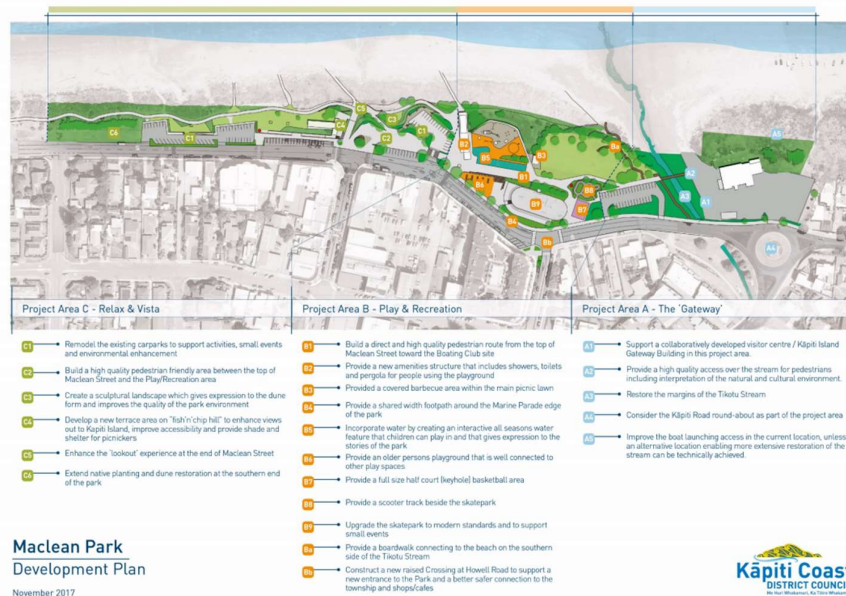 C6
C1
C4
C5
C3
C2
C1
B2
B5
B3
B1
B6
B9
B4
B8
B7
Ba
Bb
A2
A3
A1
A5
A4
Project Area C - Relax & Vista
C1 Remodel the existing carparks to support activities, small events
and environmental enhancement
C2 Build a high quality pedestrian friendly area between the top of
Maclean Street and the Play/Recreation area
C3 Create a sculptural landscape which gives expression to the dune
form and improves the quality of the park environment
C4 Develop a new terrace area on "fish'n'chip hill" to enhance views
out to Kapiti Island, improve accessibility and provide shade and
shelter for picnickers
C5 Enhance the 'lookout' experience at the end of Maclean Street
C6 Extend native planting and dune restoration at the southern end
of the park
Project Area B - Play & Recreation
B1 Build a direct and high quality pedestrian route from the top of
Maclean Street toward the Boating Club site
B2 Provide a new amenities structure that includes showers, toilets
and pergola for people using the playground
B3 Provided a covered barbecue area within the main picnic lawn
B4 Provide a shared width footpath around the Marine Parade edge
of the park
B5 Incorporate water by creating an interactive all seasons water
feature that children can play in and that gives expression to the
stories of the park
B6 Provide an older persons playground that is well connected to
other play spaces
B7 Provide a full size half court (keyhole) basketball area
B8 Provide a scooter track beside the skatepark
B9 Upgrade the skatepark to modern standards and to support
small events
Ba Provide a boardwalk connecting to the beach on the southern
side of the Tikotu Stream
Bb Construct a new raised Crossing at Howell Road to support a
new entrance to the Park and a better safer connection to the
township and shops/cafes
Project Area A - The 'Gateway'
A1 Support a collaboratively developed visitor centre / Kāpiti Island
Gateway Building in this project area.
A2 Provide a high quality access over the stream for pedestrians
including interpretation of the natural and cultural environment.
A3 Restore the margins of the Tikotu Stream
A4 Consider the Kāpiti Road round-about as part of the project area
A5 Improve the boat launching access in the current location, unless
an alternative location enabling more extensive restoration of the
stream can be technically achieved.
Maclean Park
Development Plan
November 2017
Kāpiti Coast
DISTRICT COUNCIL
Me Huri Whakamuri, Ka Titiro Whakamua